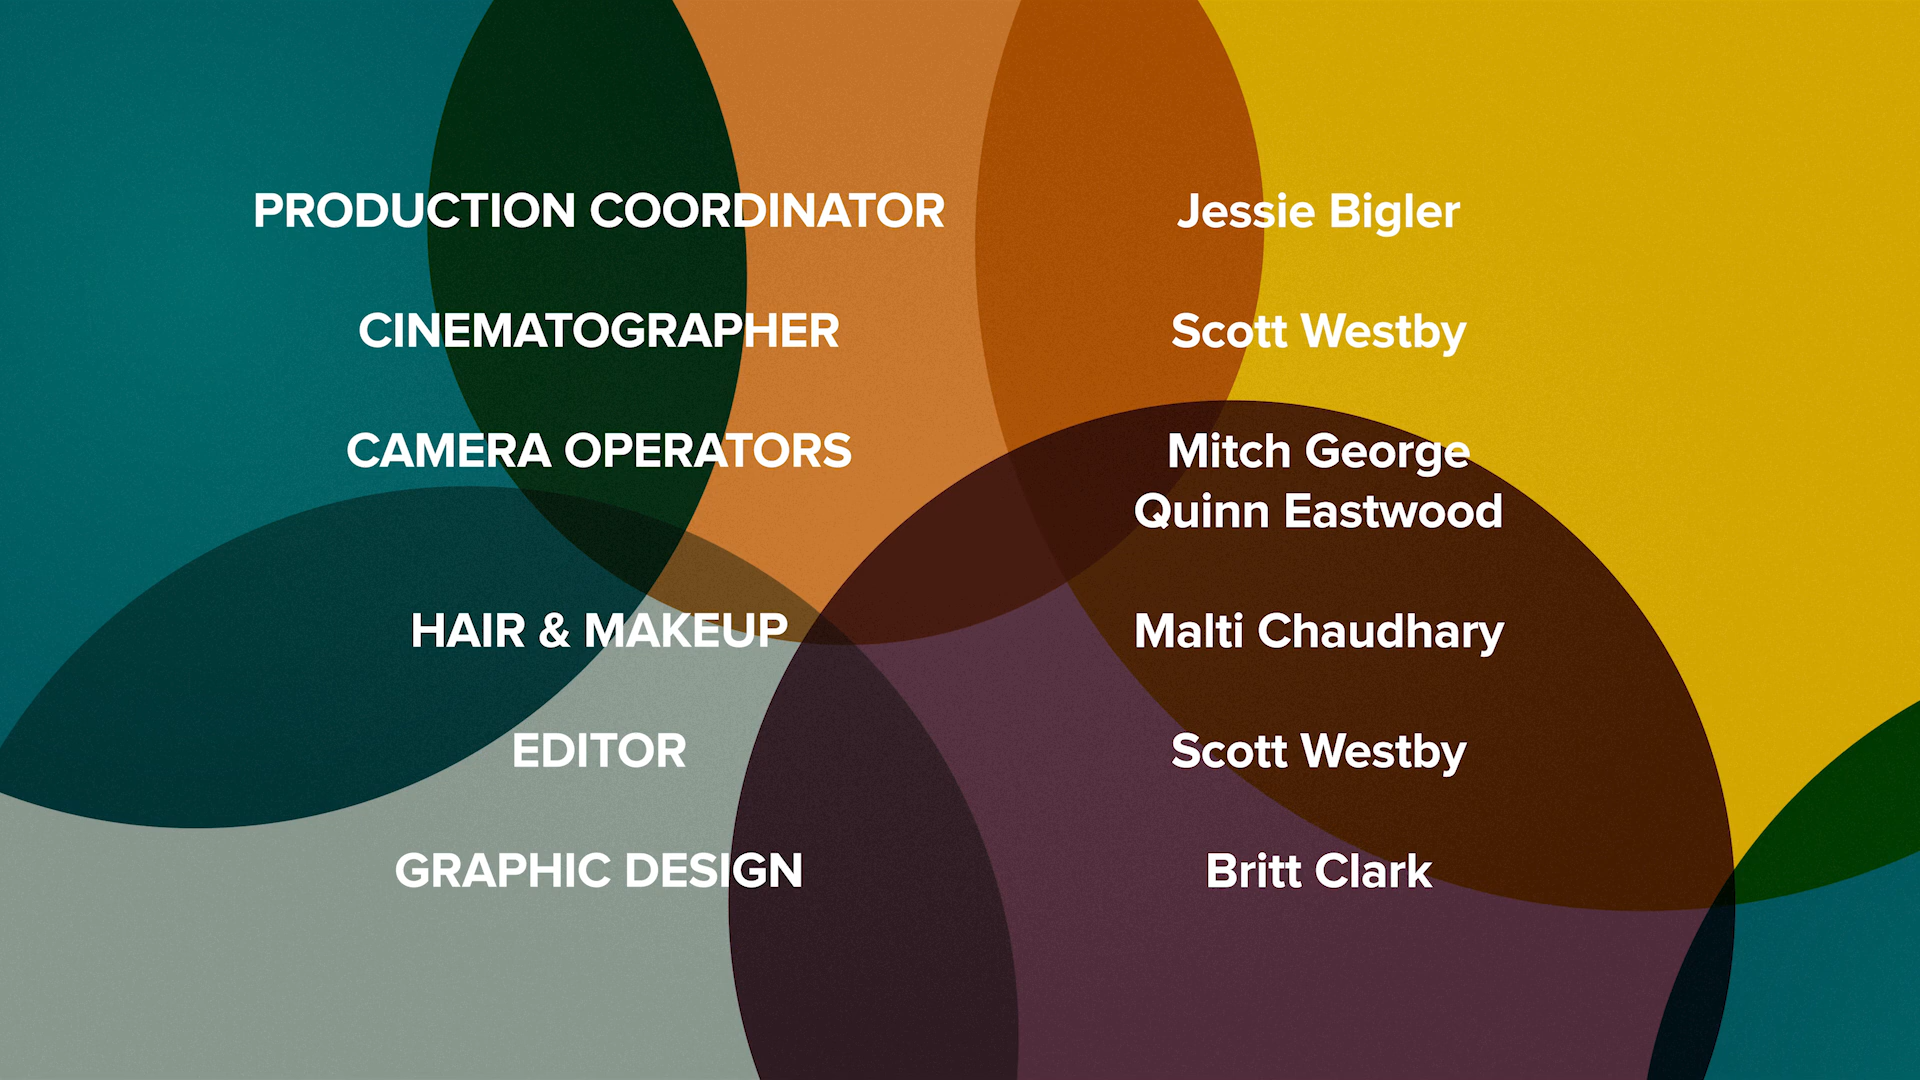 PRODUCTION COORDINATOR Jessie Bigler
CINEMATOGRAPHER Scott Westby
CAMERA OPERATORS Mitch George
Quinn Eastwood
HAIR & MAKEUP Malti Chaudhary
EDITOR Scott Westby
GRAPHIC DESIGN Britt Clark